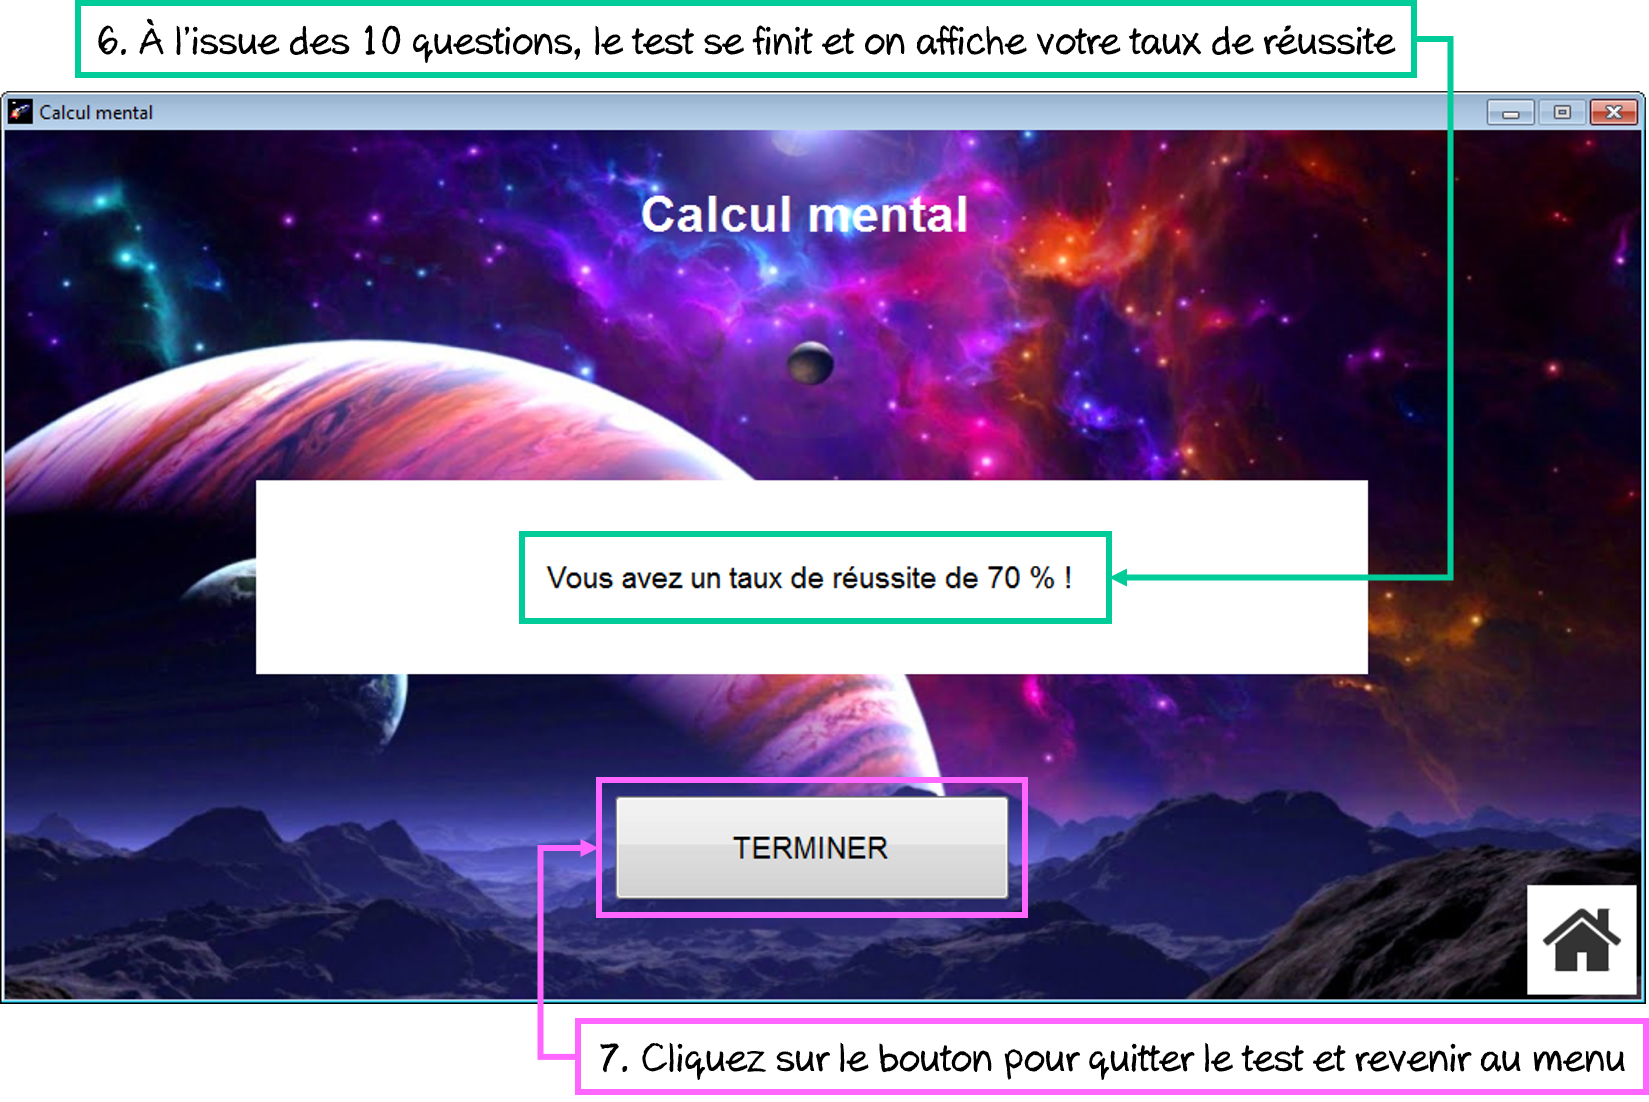 6. À l'issue des 10 questions, le test se finit et on affiche votre taux de réussite
Calcul mental
Calcul mental
Vous avez un taux de réussite de 70 % !
TERMINER
7. Cliquez sur le bouton pour quitter le test et revenir au menu